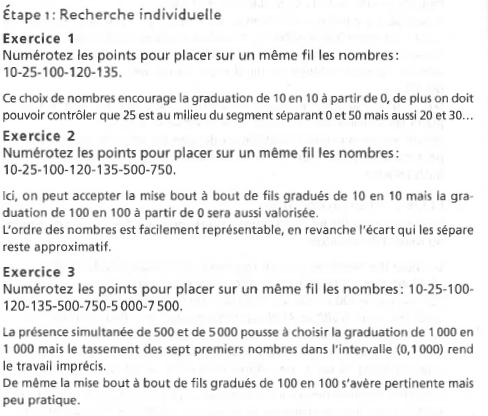 Étape 1: Recherche individuelle
Exercice 1
Numérotez les points pour placer sur un même fil les nombres:
10-25-100-120-135.
Ce choix de nombres encourage la graduation de 10 en 10 à partir de 0, de plus on doit
pouvoir contrôler que 25 est au milieu du segment séparant 0 et 50 mais aussi 20 et 30...
Exercice 2
Numérotez les points pour placer sur un même fil les nombres:
10-25-100-120-135-500-750.
Ici, on peut accepter la mise bout à bout de fils gradués de 10 en 10 mais la gra-
duation de 100 en 100 à partir de 0 sera aussi valorisée.
L'ordre des nombres est facilement représentable, en revanche l'écart qui les sépare
reste approximatif.
Exercice 3
Numérotez les points pour placer sur un même fil les nombres: 10-25-100-
120-135-500-750-5 000-7 500.
La présence simultanée de 500 et de 5 000 pousse à choisir la graduation de 1 000 en
1 000 mais le tassement des sept premiers nombres dans l'intervalle (0,1 000) rend
le travail imprécis.
De même la mise bout à bout de fils gradués de 100 en 100 s'avère pertinente mais
peu pratique.